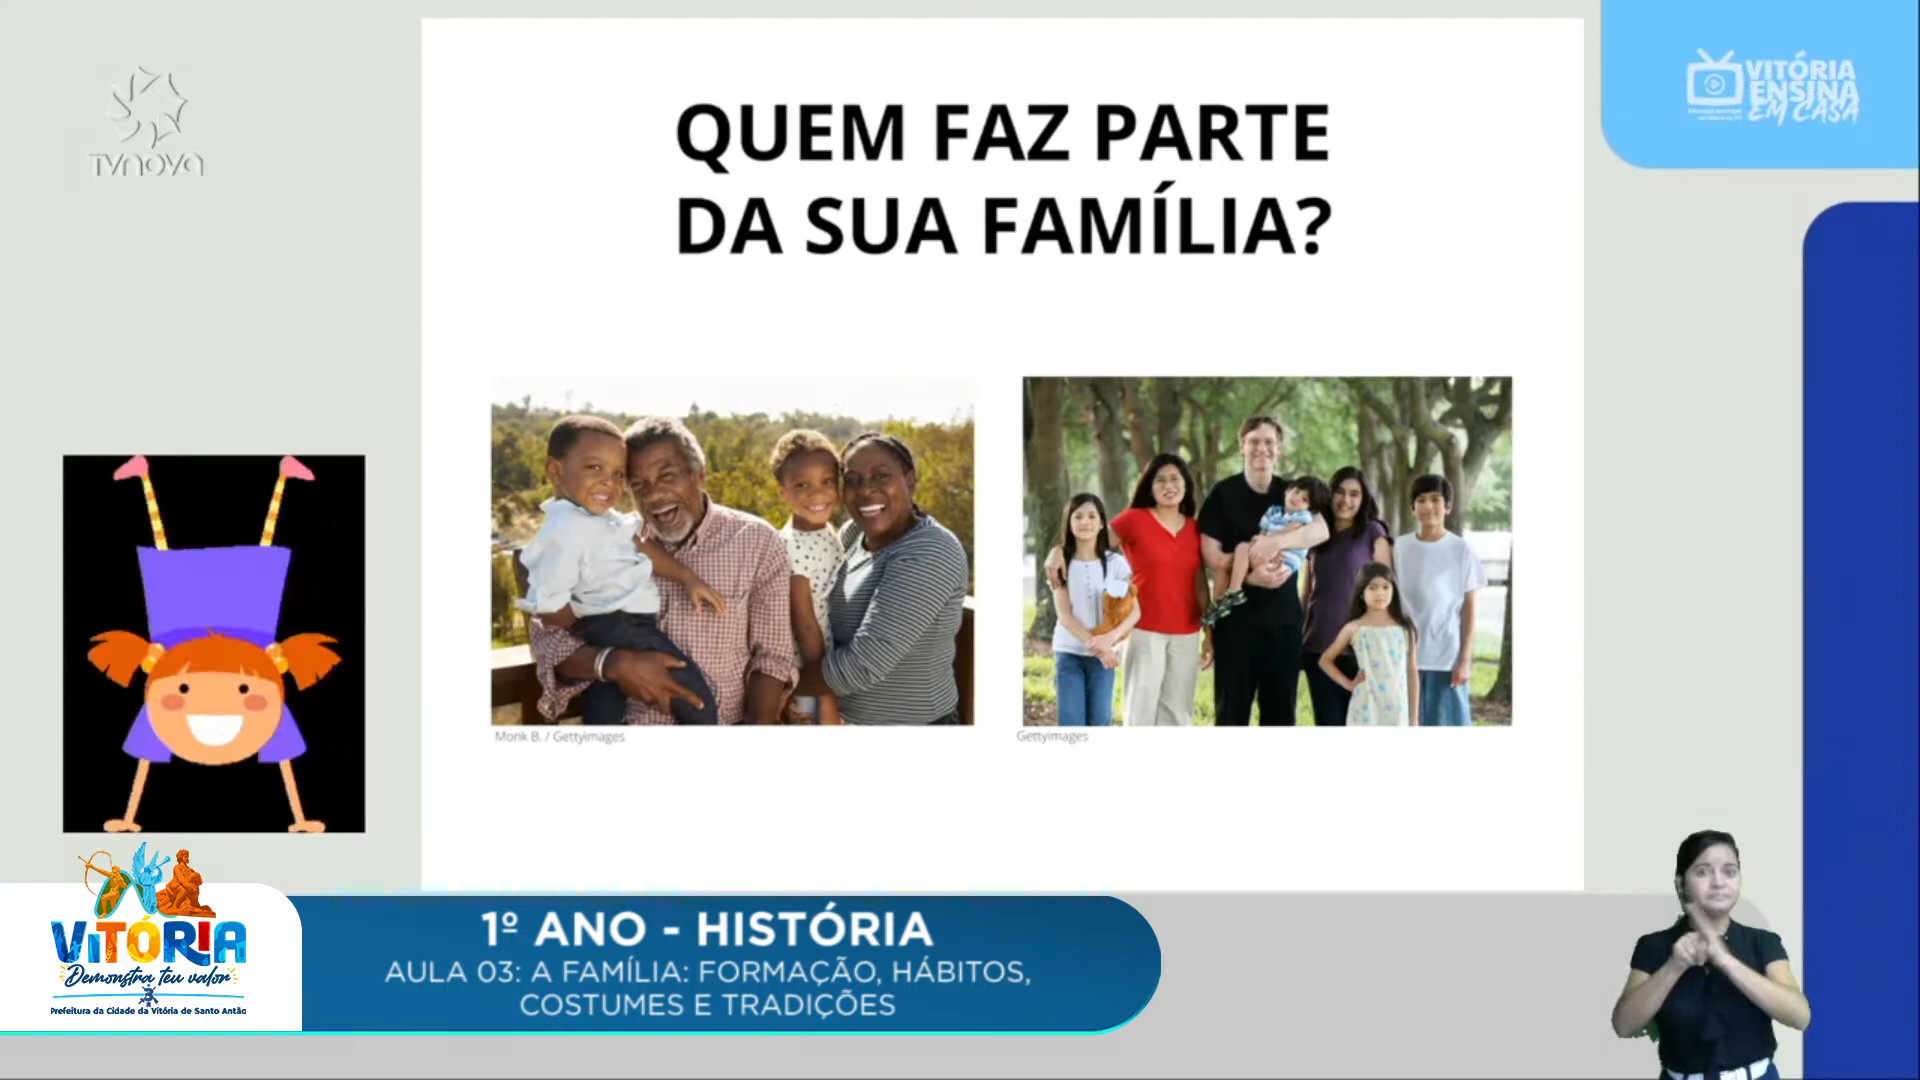 TVNOVA
VITÓRIA
ENSINA
EM CASA
QUEM FAZ PARTE
DA SUA FAMÍLIA?
Monk B. / Gettyimages
Gettyimages
VITÓRIA
Demonstra teu valor
Prefeitura da Cidade da Vitória de Santo Antão
1º ANO - HISTÓRIA
AULA 03: A FAMÍLIA: FORMAÇÃO, HÁBITOS,
COSTUMES E TRADIÇÕES